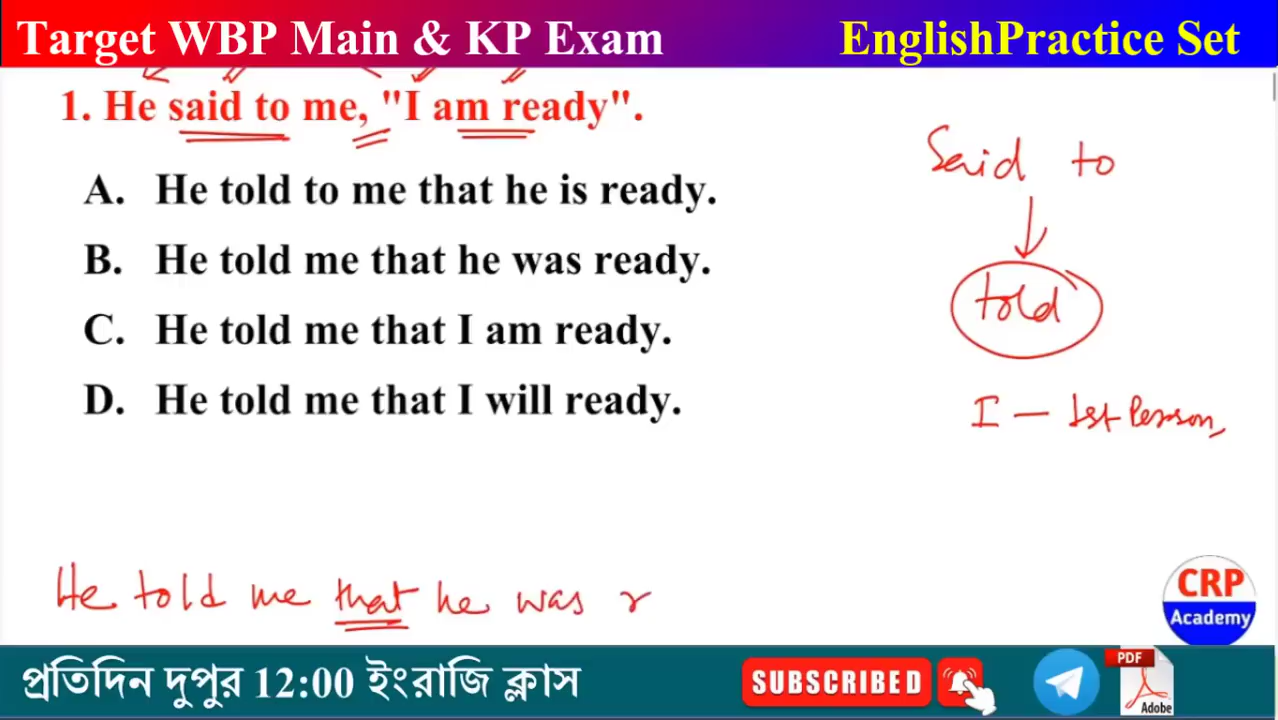 Target WBP Main & KP Exam EnglishPractice Set
1. He said to me, "I am ready".
A. He told to me that he is ready.
B. He told me that he was ready.
C. He told me that I am ready.
D. He told me that I will ready.
Said to
told
I — 1st Person,
He told me that he was r
CRP
Academy
প্রতিদিন দুপুর 12:00 ইংরাজি ক্লাস SUBSCRIBED
PDF
Adobe